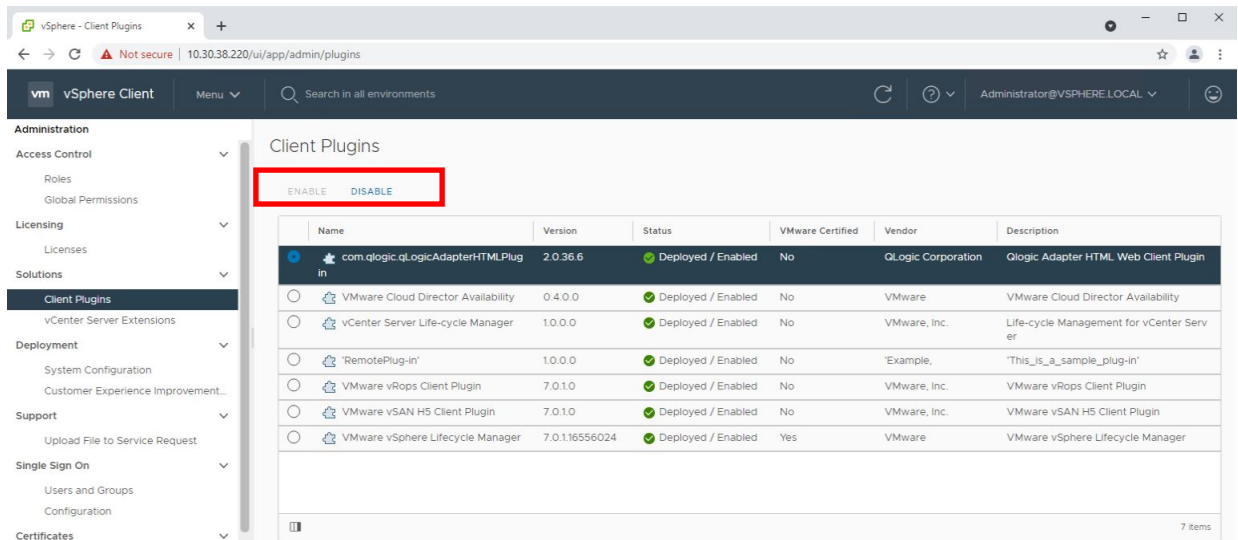 vSphere - Client Plugins
Not secure | 10.30.38.220/ui/app/admin/plugins
vm vSphere Client Menu Search in all environments Administrator@VSPHERE.LOCAL
Administration
Access Control
Roles
Global Permissions
Licensing
Licenses
Solutions
Client Plugins
vCenter Server Extensions
Deployment
System Configuration
Customer Experience Improvement...
Support
Upload File to Service Request
Single Sign On
Users and Groups
Configuration
Certificates
Client Plugins
ENABLE DISABLE
Name Version Status VMware Certified Vendor Description
com.qlogic.qLogicAdapterHTMLPlug 2.0.36.6 Deployed / Enabled No QLogic Corporation Qlogic Adapter HTML Web Client Plugin
in
VMware Cloud Director Availability 0.4.0.0 Deployed / Enabled No VMware VMware Cloud Director Availability
vCenter Server Life-cycle Manager 1.0.0.0 Deployed / Enabled No VMware, Inc. Life-cycle Management for vCenter Serv
er
'RemotePlug-in' 1.0.0.0 Deployed / Enabled No 'Example, 'This_is_a_sample_plug-in'
VMware vRops Client Plugin 7.0.1.0 Deployed / Enabled No VMware, Inc. VMware vRops Client Plugin
VMware vSAN H5 Client Plugin 7.0.1.0 Deployed / Enabled No VMware, Inc. VMware vSAN H5 Client Plugin
VMware vSphere Lifecycle Manager 7.0.1.16556024 Deployed / Enabled Yes VMware VMware vSphere Lifecycle Manager
7 items